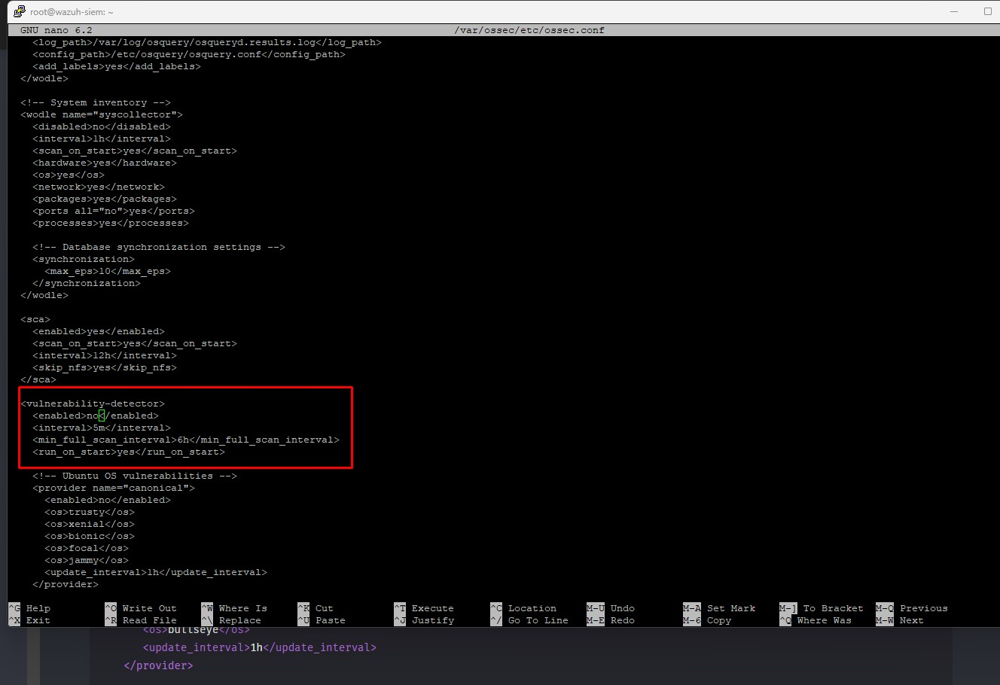 root@wazuh-siem: ~
GNU nano 6.2 /var/ossec/etc/ossec.conf
<log_path>/var/log/osquery/osqueryd.results.log</log_path>
<config_path>/etc/osquery/osquery.conf</config_path>
<add_labels>yes</add_labels>
</wodle>
<!-- System inventory -->
<wodle name="syscollector">
<disabled>no</disabled>
<interval>1h</interval>
<scan_on_start>yes</scan_on_start>
<hardware>yes</hardware>
<os>yes</os>
<network>yes</network>
<packages>yes</packages>
<ports all="no">yes</ports>
<processes>yes</processes>
<!-- Database synchronization settings -->
<synchronization>
<max_eps>10</max_eps>
</synchronization>
</wodle>
<sca>
<enabled>yes</enabled>
<scan_on_start>yes</scan_on_start>
<interval>12h</interval>
<skip_nfs>yes</skip_nfs>
</sca>
<vulnerability-detector>
<enabled>no</enabled>
<interval>5m</interval>
<min_full_scan_interval>6h</min_full_scan_interval>
<run_on_start>yes</run_on_start>
<!-- Ubuntu OS vulnerabilities -->
<provider name="canonical">
<enabled>no</enabled>
<os>trusty</os>
<os>xenial</os>
<os>bionic</os>
<os>focal</os>
<os>jammy</os>
<update_interval>1h</update_interval>
</provider>
^G Help ^O Write Out ^W Where Is ^K Cut ^T Execute ^C Location M-U Undo M-A Set Mark M-] To Bracket M-Q Previous
^X Exit ^R Read File ^\ Replace ^U Paste ^J Justify ^/ Go To Line M-E Redo M-6 Copy ^Q Where Was M-W Next
<os>bullseye</os>
<update_interval>1h</update_interval>
</provider>